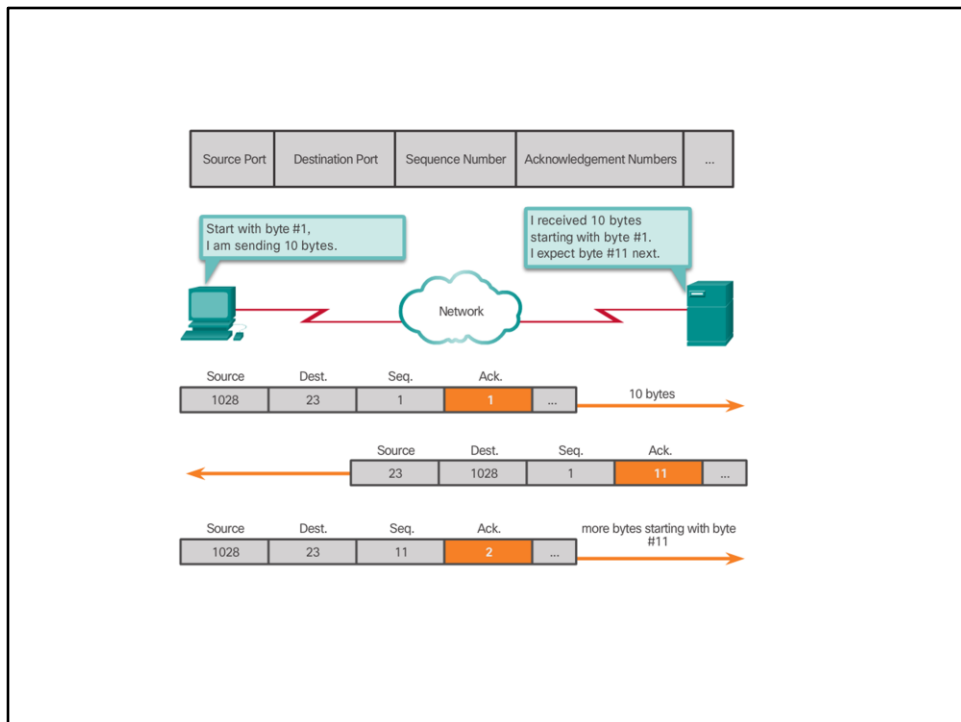 Source Port Destination Port Sequence Number Acknowledgement Numbers ...
Start with byte #1,
I am sending 10 bytes.
I received 10 bytes
starting with byte #1.
I expect byte #11 next.
Network
Source Dest. Seq. Ack.
1028 23 1 1 ...
10 bytes
Source Dest. Seq. Ack.
23 1028 1 11 ...
Source Dest. Seq. Ack.
1028 23 11 2 ...
more bytes starting with byte
#11